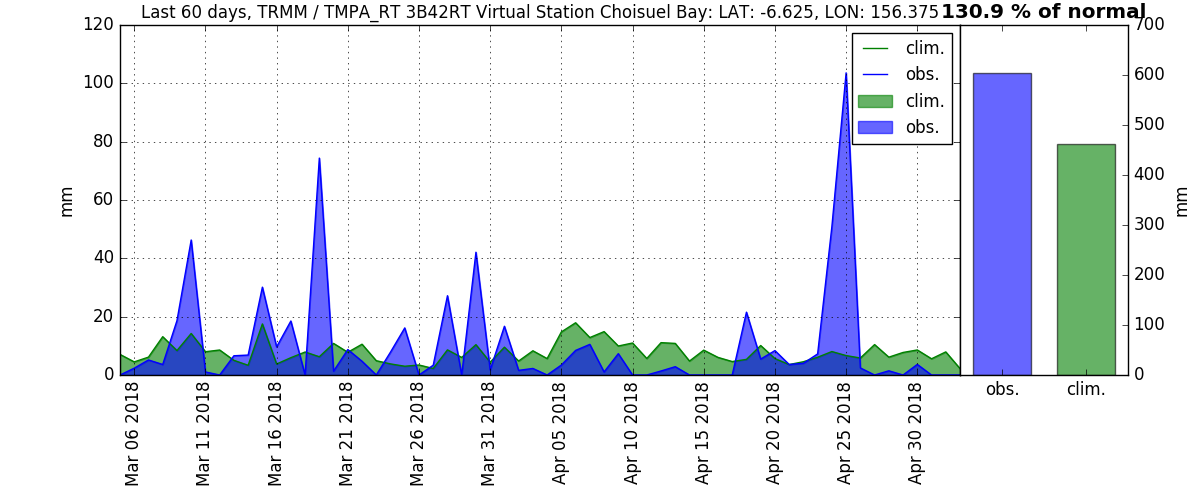 Last 60 days, TRMM / TMPA_RT 3B42RT Virtual Station Choisuel Bay: LAT: -6.625, LON: 156.375
130.9 % of normal
120
100
80
60
40
20
0
mm
clim.
obs.
clim.
obs.
Mar 06 2018
Mar 11 2018
Mar 16 2018
Mar 21 2018
Mar 26 2018
Mar 31 2018
Apr 05 2018
Apr 10 2018
Apr 15 2018
Apr 20 2018
Apr 25 2018
Apr 30 2018
700
600
500
400
300
200
100
0
mm
obs.
clim.